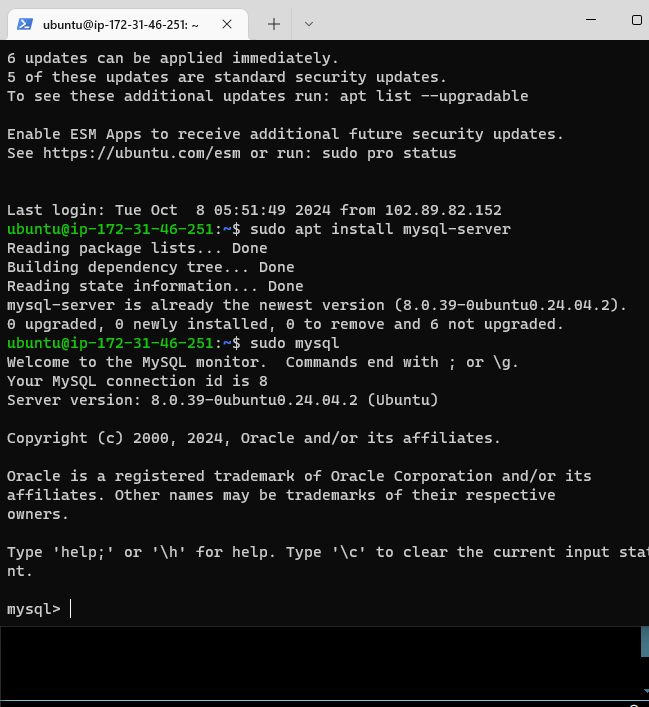 ubuntu@ip-172-31-46-251: ~
6 updates can be applied immediately.
5 of these updates are standard security updates.
To see these additional updates run: apt list --upgradable
Enable ESM Apps to receive additional future security updates.
See https://ubuntu.com/esm or run: sudo pro status
Last login: Tue Oct  8 05:51:49 2024 from 102.89.82.152
ubuntu@ip-172-31-46-251:~$ sudo apt install mysql-server
Reading package lists... Done
Building dependency tree... Done
Reading state information... Done
mysql-server is already the newest version (8.0.39-0ubuntu0.24.04.2).
0 upgraded, 0 newly installed, 0 to remove and 6 not upgraded.
ubuntu@ip-172-31-46-251:~$ sudo mysql
Welcome to the MySQL monitor.  Commands end with ; or \g.
Your MySQL connection id is 8
Server version: 8.0.39-0ubuntu0.24.04.2 (Ubuntu)
Copyright (c) 2000, 2024, Oracle and/or its affiliates.
Oracle is a registered trademark of Oracle Corporation and/or its
affiliates. Other names may be trademarks of their respective
owners.
Type 'help;' or '\h' for help. Type '\c' to clear the current input stat
nt.
mysql>